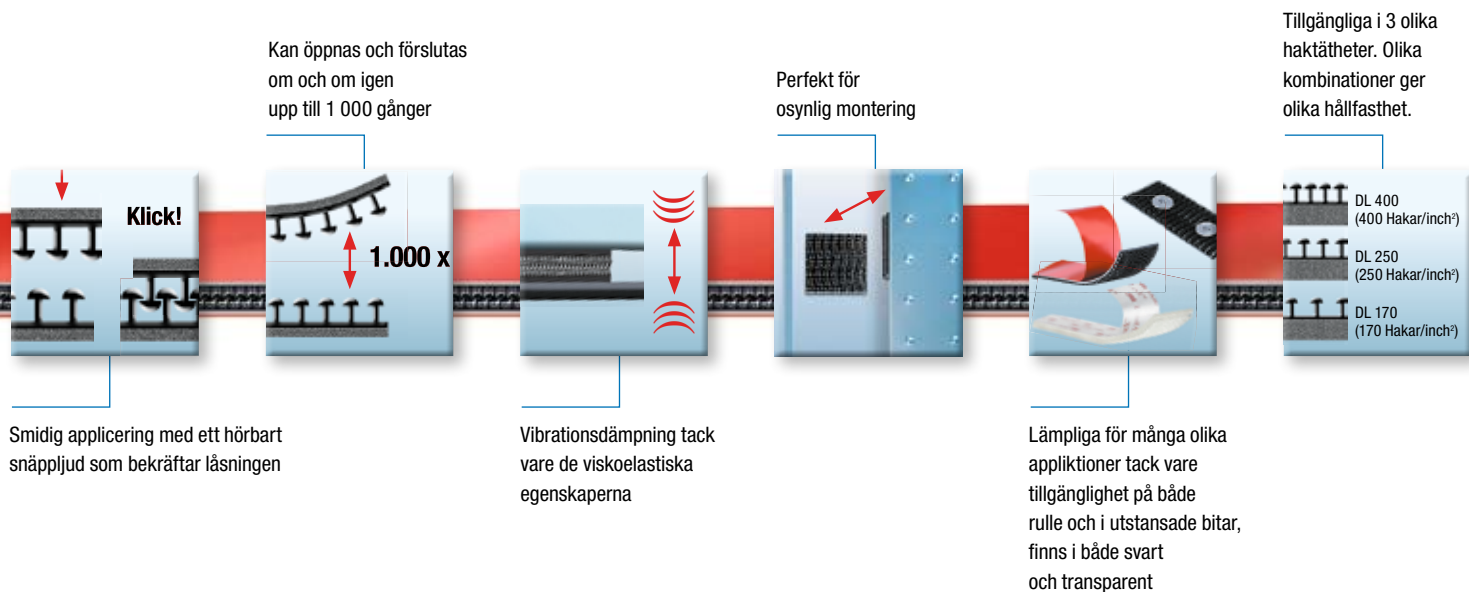 Kan öppnas och förslutas
om och om igen
upp till 1 000 gånger
Perfekt för
osynlig montering
Tillgängliga i 3 olika
haktätheter. Olika
kombinationer ger
olika hållfasthet.
Klick!
1.000 x
DL 400
(400 Hakar/inch²)
DL 250
(250 Hakar/inch²)
DL 170
(170 Hakar/inch²)
Smidig applicering med ett hörbart
snäppljud som bekräftar låsningen
Vibrationsdämpning tack
vare de viskoelastiska
egenskaperna
Lämpliga för många olika
appliktioner tack vare
tillgänglighet på både
rulle och i utstansade bitar,
finns i både svart
och transparent